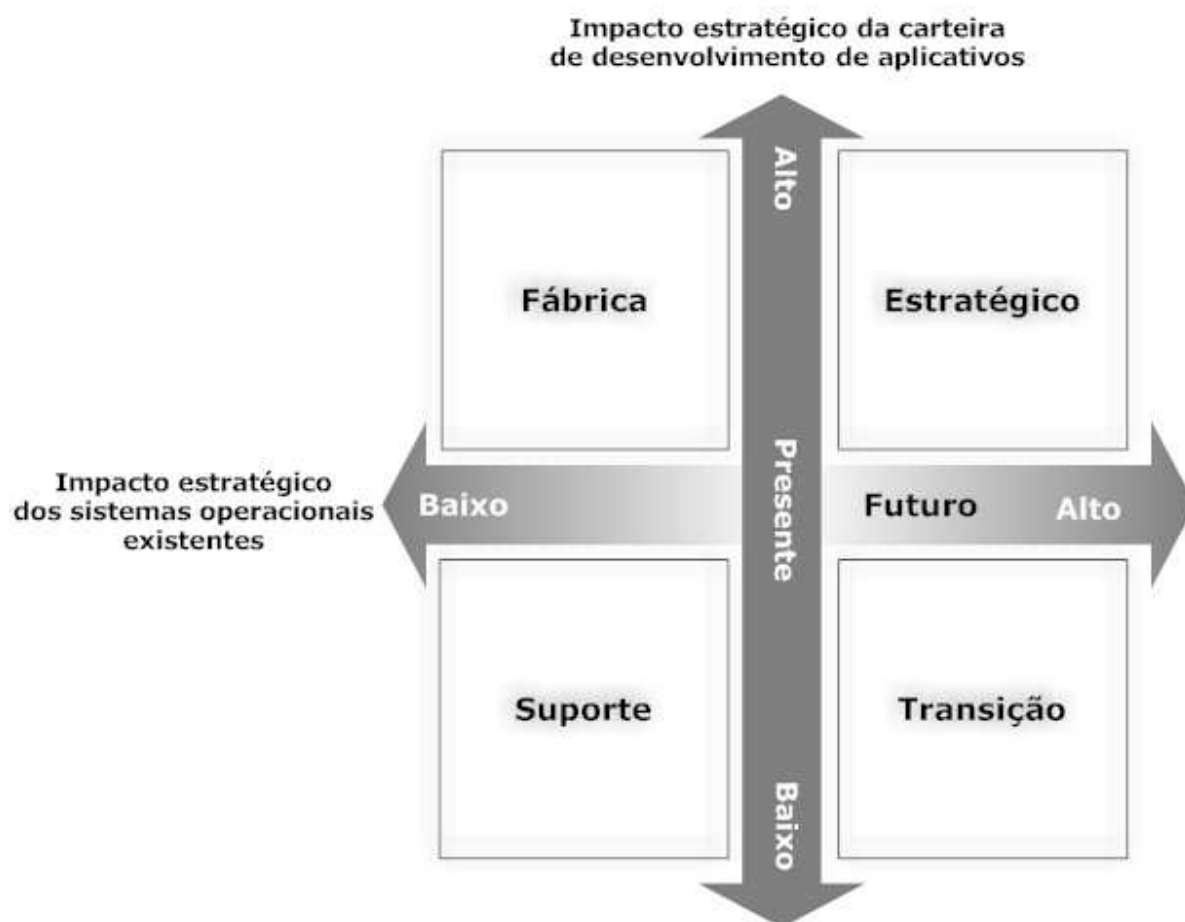 Impacto estratégico da carteira
de desenvolvimento de aplicativos
Alto
Fábrica
Estratégico
Impacto estratégico
dos sistemas operacionais
existentes
Baixo
Presente
Futuro
Alto
Suporte
Transição
Baixo